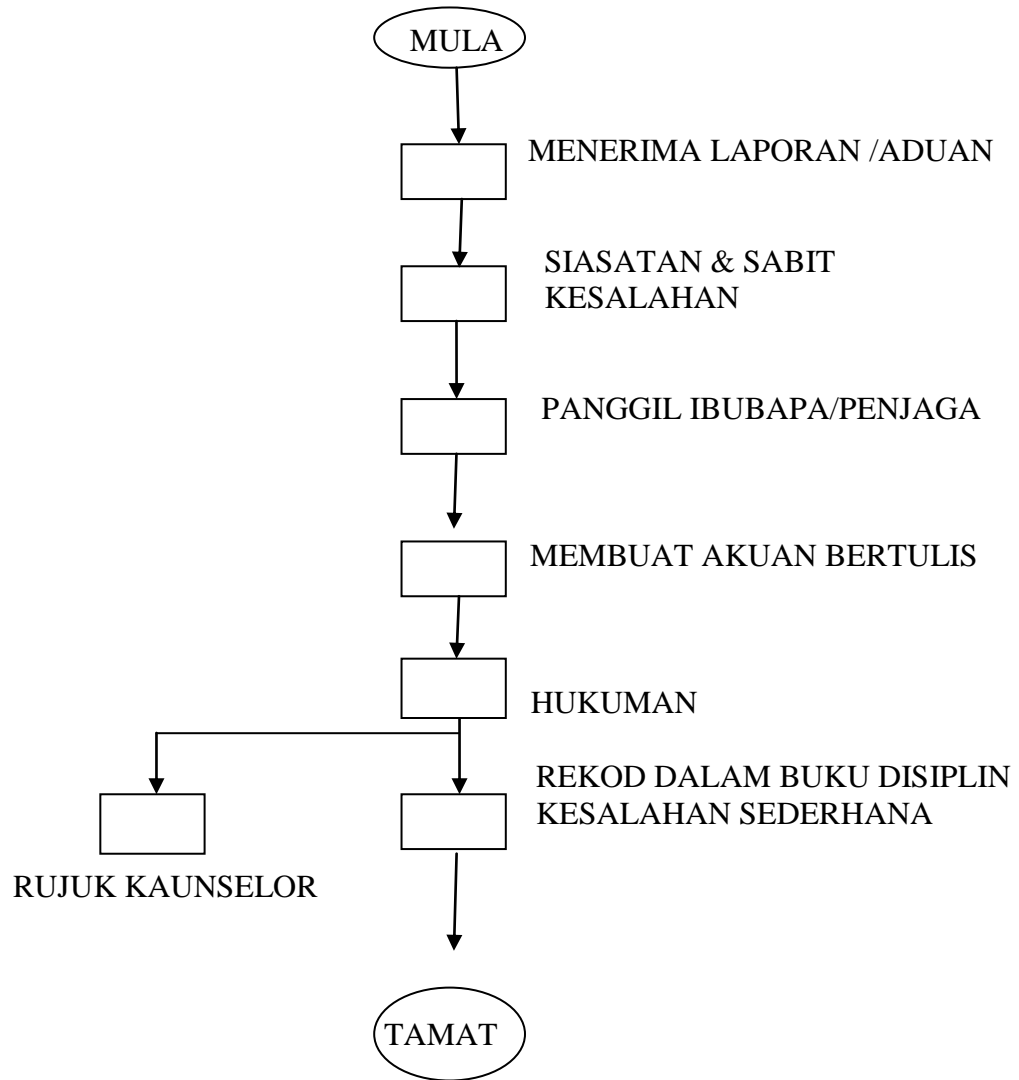 MULA
MENERIMA LAPORAN /ADUAN
SIASATAN & SABIT
KESALAHAN
PANGGIL IBUBAPA/PENJAGA
MEMBUAT AKUAN BERTULIS
HUKUMAN
REKOD DALAM BUKU DISIPLIN
KESALAHAN SEDERHANA
RUJUK KAUNSELOR
TAMAT